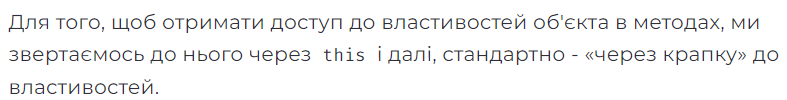 Для того, щоб отримати доступ до властивостей об'єкта в методах, ми
звертаємось до нього через this і далі, стандартно - «через крапку» до
властивостей.